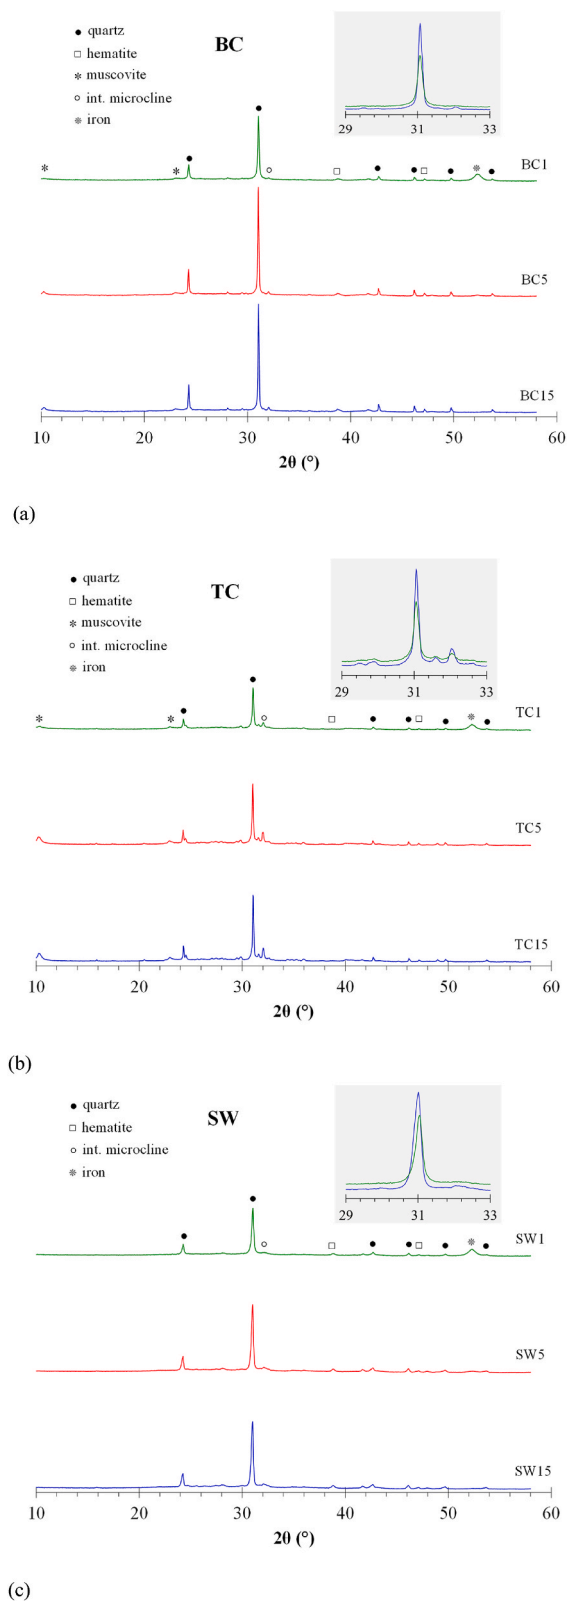 BC
● quartz
□ hematite
✻ muscovite
○ int. microcline
❋ iron
29 31 33
BC1
BC5
BC15
10 20 30 40 50 60
2θ (°)
(a)
TC
● quartz
□ hematite
✻ muscovite
○ int. microcline
❋ iron
29 31 33
TC1
TC5
TC15
10 20 30 40 50 60
2θ (°)
(b)
SW
● quartz
□ hematite
○ int. microcline
❋ iron
29 31 33
SW1
SW5
SW15
10 20 30 40 50 60
2θ (°)
(c)